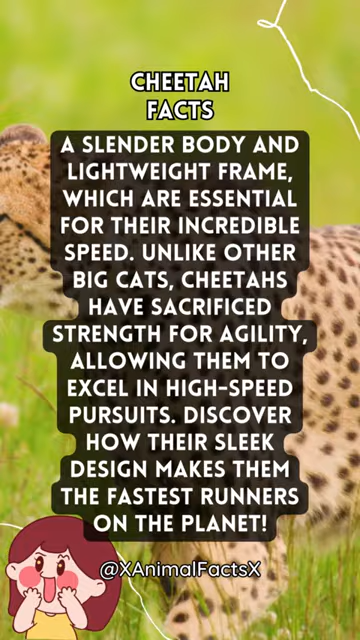 CHEETAH
FACTS
A SLENDER BODY AND
LIGHTWEIGHT FRAME,
WHICH ARE ESSENTIAL
FOR THEIR INCREDIBLE
SPEED. UNLIKE OTHER
BIG CATS, CHEETAHS
HAVE SACRIFICED
STRENGTH FOR AGILITY,
ALLOWING THEM TO
EXCEL IN HIGH-SPEED
PURSUITS. DISCOVER
HOW THEIR SLEEK
DESIGN MAKES THEM
THE FASTEST RUNNERS
ON THE PLANET!
@XAnimalFactsX